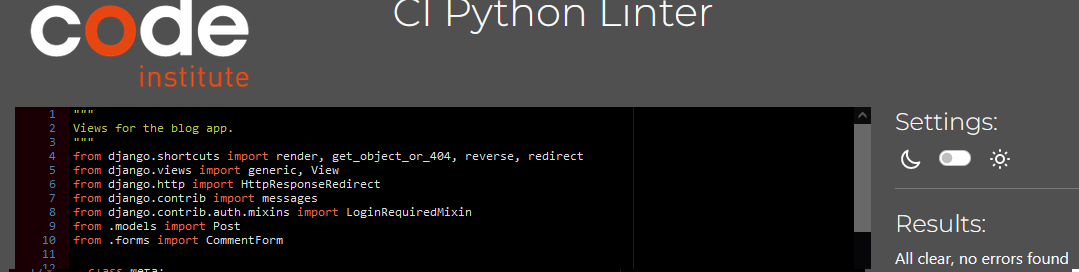 code
institute
CI Python Linter
1 """
2 Views for the blog app.
3 """
4 from django.shortcuts import render, get_object_or_404, reverse, redirect
5 from django.views import generic, View
6 from django.http import HttpResponseRedirect
7 from django.contrib import messages
8 from django.contrib.auth.mixins import LoginRequiredMixin
9 from .models import Post
10 from .forms import CommentForm
11
12
class meta:
Settings:
Results:
All clear, no errors found